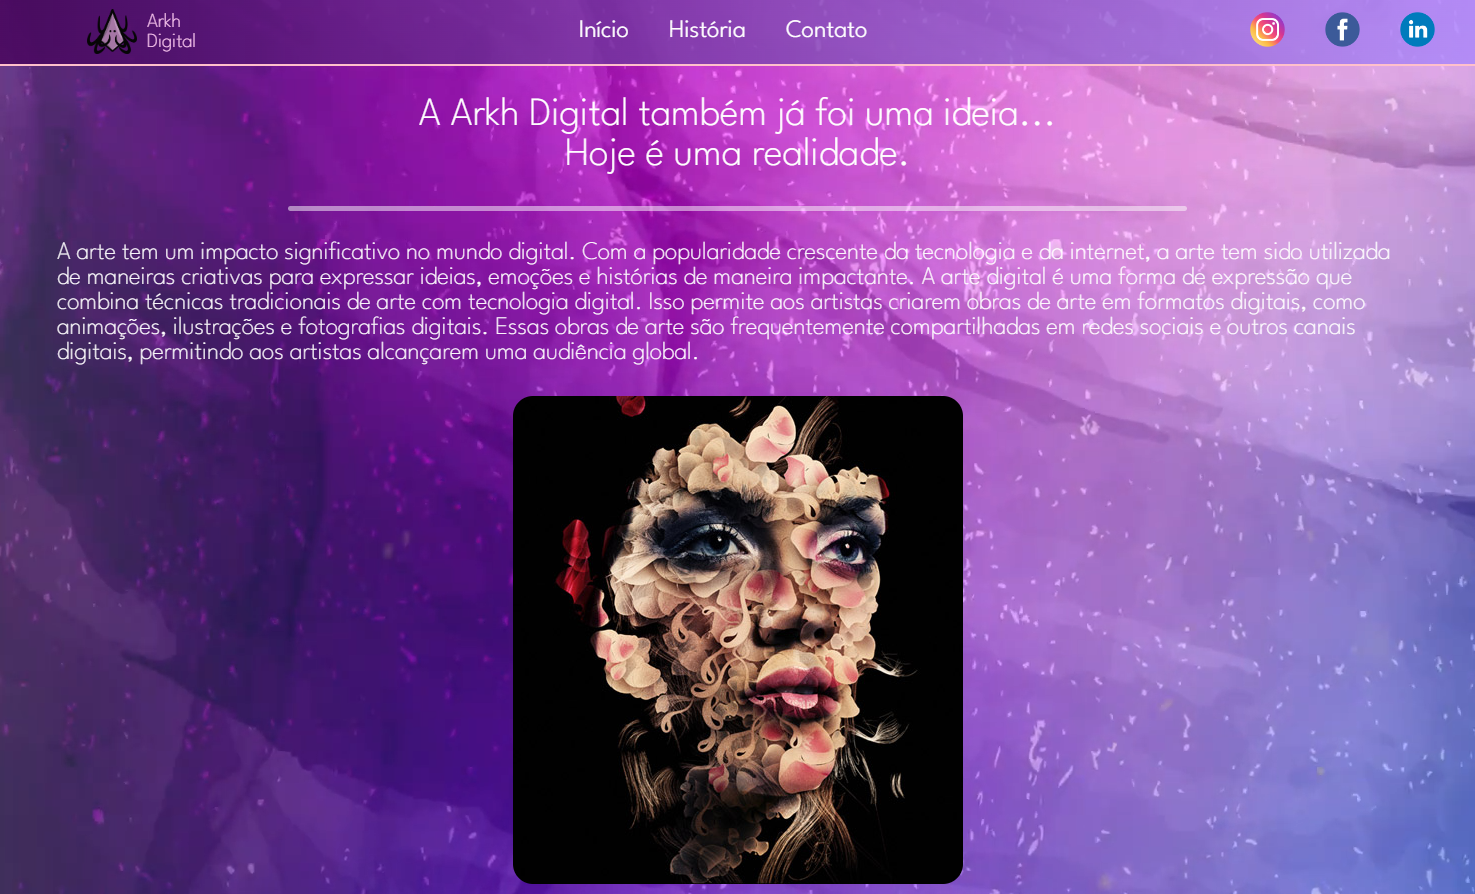 Arkh
Digital
Início História Contato
A Arkh Digital também já foi uma ideia...
Hoje é uma realidade.
A arte tem um impacto significativo no mundo digital. Com a popularidade crescente da tecnologia e da internet, a arte tem sido utilizada
de maneiras criativas para expressar ideias, emoções e histórias de maneira impactante. A arte digital é uma forma de expressão que
combina técnicas tradicionais de arte com tecnologia digital. Isso permite aos artistas criarem obras de arte em formatos digitais, como
animações, ilustrações e fotografias digitais. Essas obras de arte são frequentemente compartilhadas em redes sociais e outros canais
digitais, permitindo aos artistas alcançarem uma audiência global.